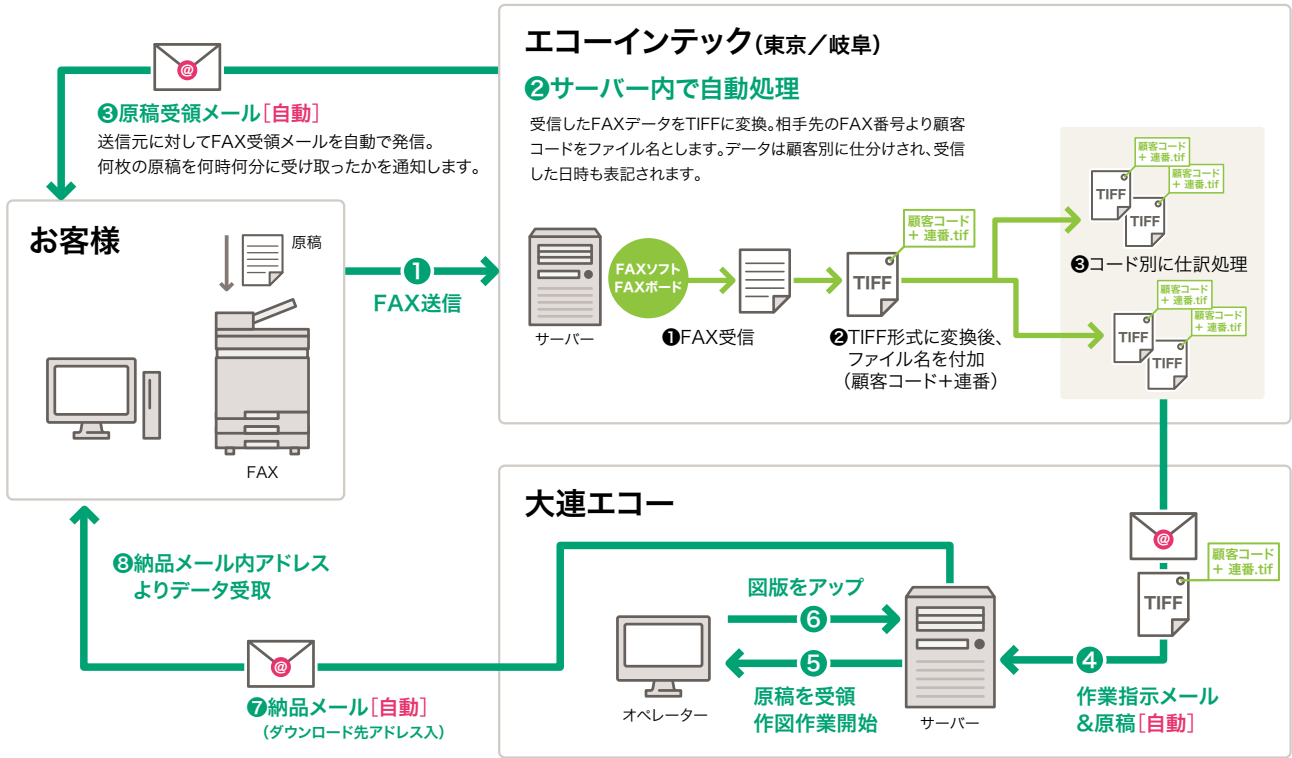 エコーインテック(東京／岐阜)
❷サーバー内で自動処理
受信したFAXデータをTIFFに変換。相手先のFAX番号より顧客
コードをファイル名とします。データは顧客別に仕分けされ、受信
した日時も表記されます。
@
❸原稿受領メール[自動]
送信元に対してFAX受領メールを自動で発信。
何枚の原稿を何時何分に受け取ったかを通知します。
お客様
原稿
FAX
❶
FAX送信
サーバー
FAXソフト
FAXボード
❶FAX受信
顧客コード
+ 連番.tif
TIFF
❷TIFF形式に変換後、
ファイル名を付加
(顧客コード＋連番)
顧客コード
+ 連番.tif
顧客コード
+ 連番.tif
TIFF
TIFF
❸コード別に仕訳処理
顧客コード
+ 連番.tif
顧客コード
+ 連番.tif
TIFF
TIFF
大連エコー
@
顧客コード
+ 連番.tif
TIFF
❹
作業指示メール
&原稿[自動]
図版をアップ
❻
❺
原稿を受領
作図作業開始
オペレーター
サーバー
❽納品メール内アドレス
よりデータ受取
@
❼納品メール[自動]
(ダウンロード先アドレス入)